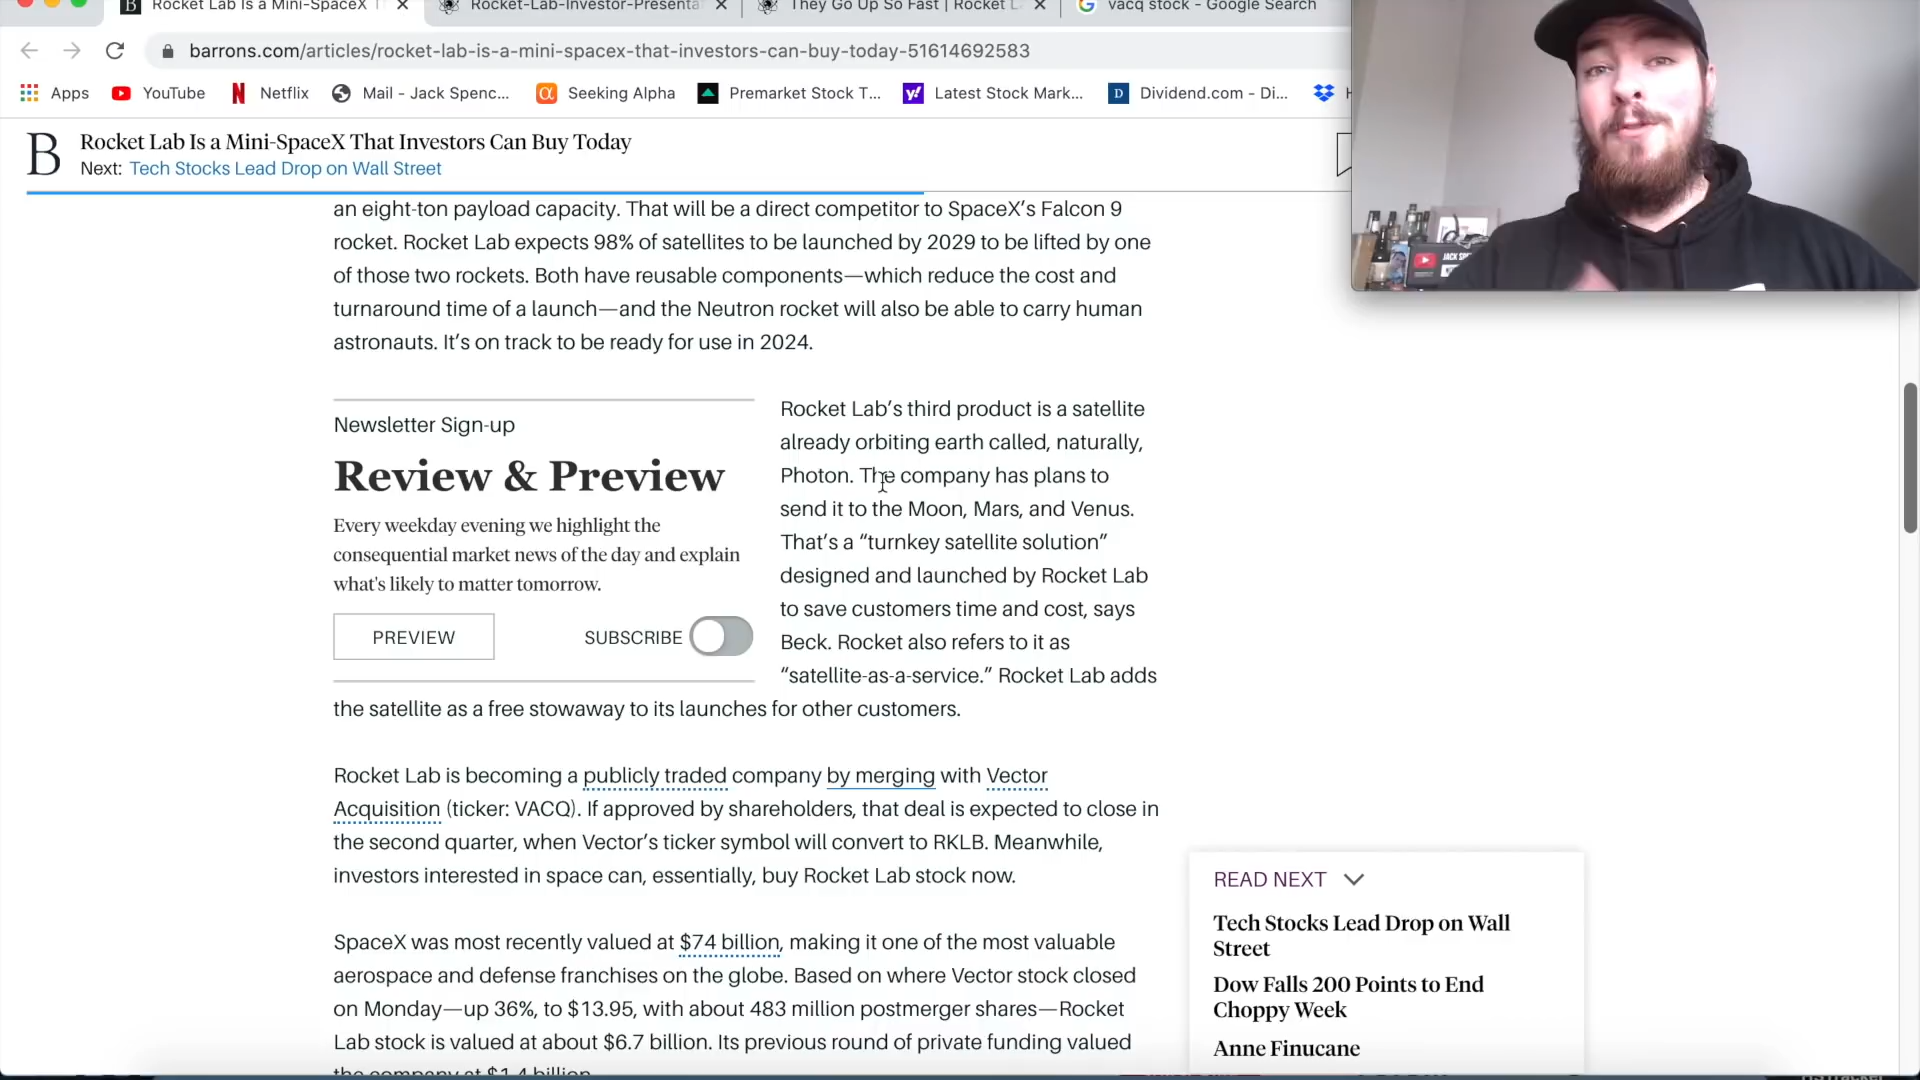 Rocket Lab Is a Mini-SpaceX T
Rocket-Lab-Investor-Presenta
They Go Up So Fast | Rocket L
vacq stock - Google Search
barrons.com/articles/rocket-lab-is-a-mini-spacex-that-investors-can-buy-today-51614692583
Apps
YouTube
Netflix
Mail - Jack Spenc...
Seeking Alpha
Premarket Stock T...
Latest Stock Mark...
Dividend.com - Di...
B
Rocket Lab Is a Mini-SpaceX That Investors Can Buy Today
Next: Tech Stocks Lead Drop on Wall Street
an eight-ton payload capacity. That will be a direct competitor to SpaceX's Falcon 9
rocket. Rocket Lab expects 98% of satellites to be launched by 2029 to be lifted by one
of those two rockets. Both have reusable components—which reduce the cost and
turnaround time of a launch—and the Neutron rocket will also be able to carry human
astronauts. It's on track to be ready for use in 2024.
Newsletter Sign-up
Review & Preview
Every weekday evening we highlight the
consequential market news of the day and explain
what's likely to matter tomorrow.
PREVIEW
SUBSCRIBE
Rocket Lab's third product is a satellite
already orbiting earth called, naturally,
Photon. The company has plans to
send it to the Moon, Mars, and Venus.
That's a “turnkey satellite solution”
designed and launched by Rocket Lab
to save customers time and cost, says
Beck. Rocket also refers to it as
“satellite-as-a-service.” Rocket Lab adds
the satellite as a free stowaway to its launches for other customers.
Rocket Lab is becoming a publicly traded company by merging with Vector
Acquisition (ticker: VACQ). If approved by shareholders, that deal is expected to close in
the second quarter, when Vector's ticker symbol will convert to RKLB. Meanwhile,
investors interested in space can, essentially, buy Rocket Lab stock now.
SpaceX was most recently valued at $74 billion, making it one of the most valuable
aerospace and defense franchises on the globe. Based on where Vector stock closed
on Monday—up 36%, to $13.95, with about 483 million postmerger shares—Rocket
Lab stock is valued at about $6.7 billion. Its previous round of private funding valued
the company at $1.4 billion.
READ NEXT
Tech Stocks Lead Drop on Wall
Street
Dow Falls 200 Points to End
Choppy Week
Anne Finucane